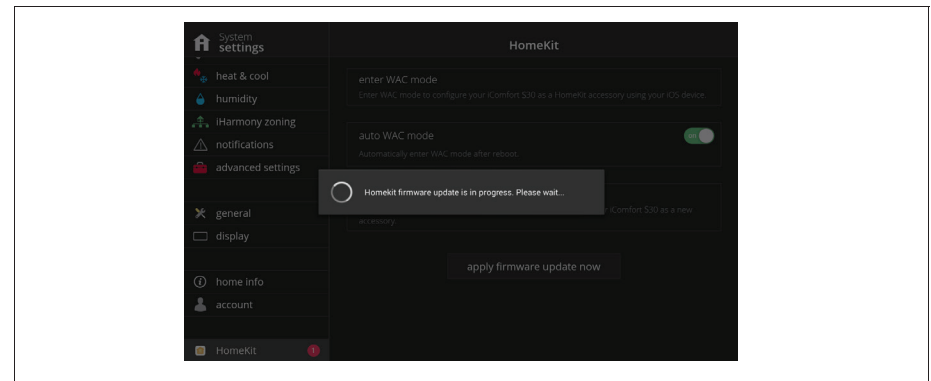 System
settings
HomeKit
heat & cool
humidity
iHarmony zoning
notifications
advanced settings
general
display
home info
account
HomeKit
1
enter WAC mode
Enter WAC mode to configure your iComfort S30 as a HomeKit accessory using your iOS device
auto WAC mode
on
Automatically enter WAC mode after reboot.
Homekit firmware update is in progress. Please wait...
r iComfort S30 as a new
accessory.
apply firmware update now